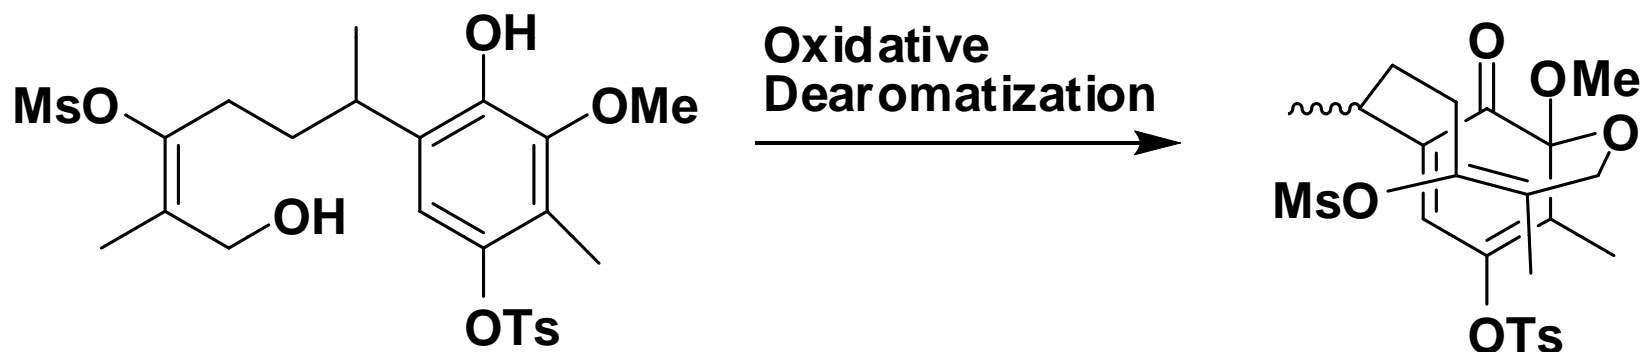 OH
MsO
OMe
OH
OTs
Oxidative
Dearomatization
O
OMe
O
MsO
OTs